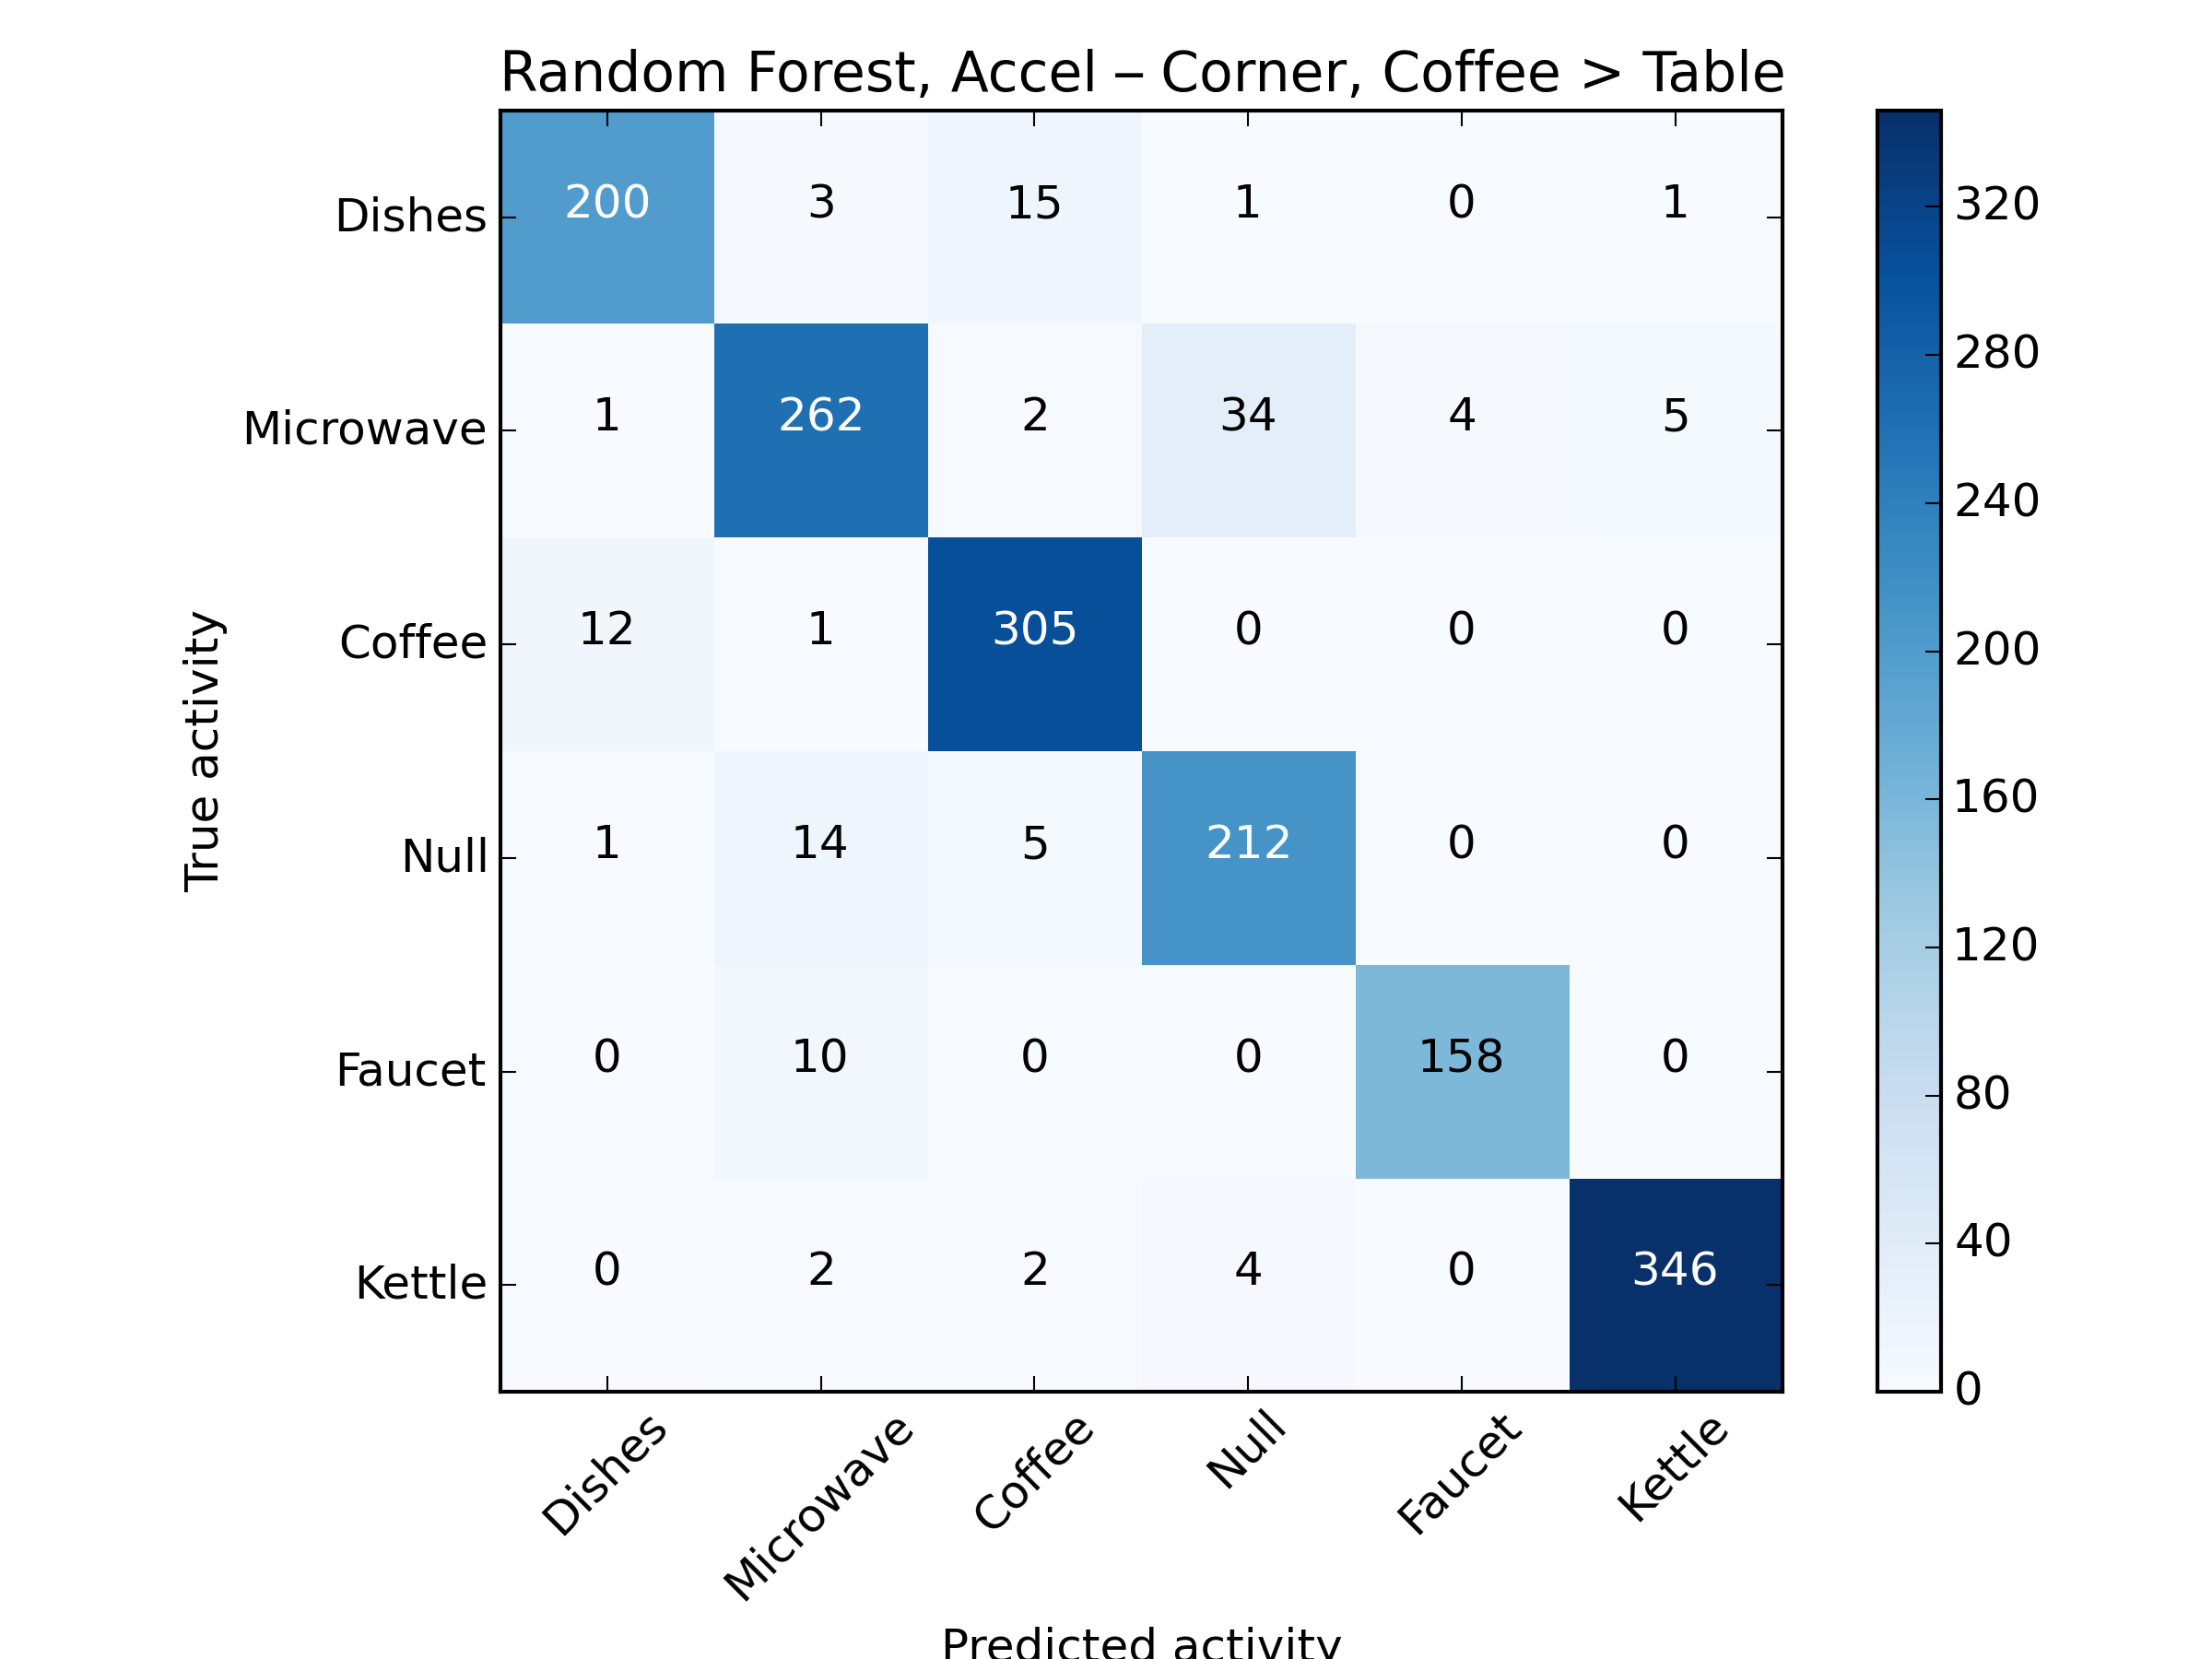 Random Forest, Accel – Corner, Coffee > Table
Dishes 200 3 15 1 0 1
Microwave 1 262 2 34 4 5
Coffee 12 1 305 0 0 0
Null 1 14 5 212 0 0
Faucet 0 10 0 0 158 0
Kettle 0 2 2 4 0 346
True activity
Dishes Microwave Coffee Null Faucet Kettle
Predicted activity
320
280
240
200
160
120
80
40
0